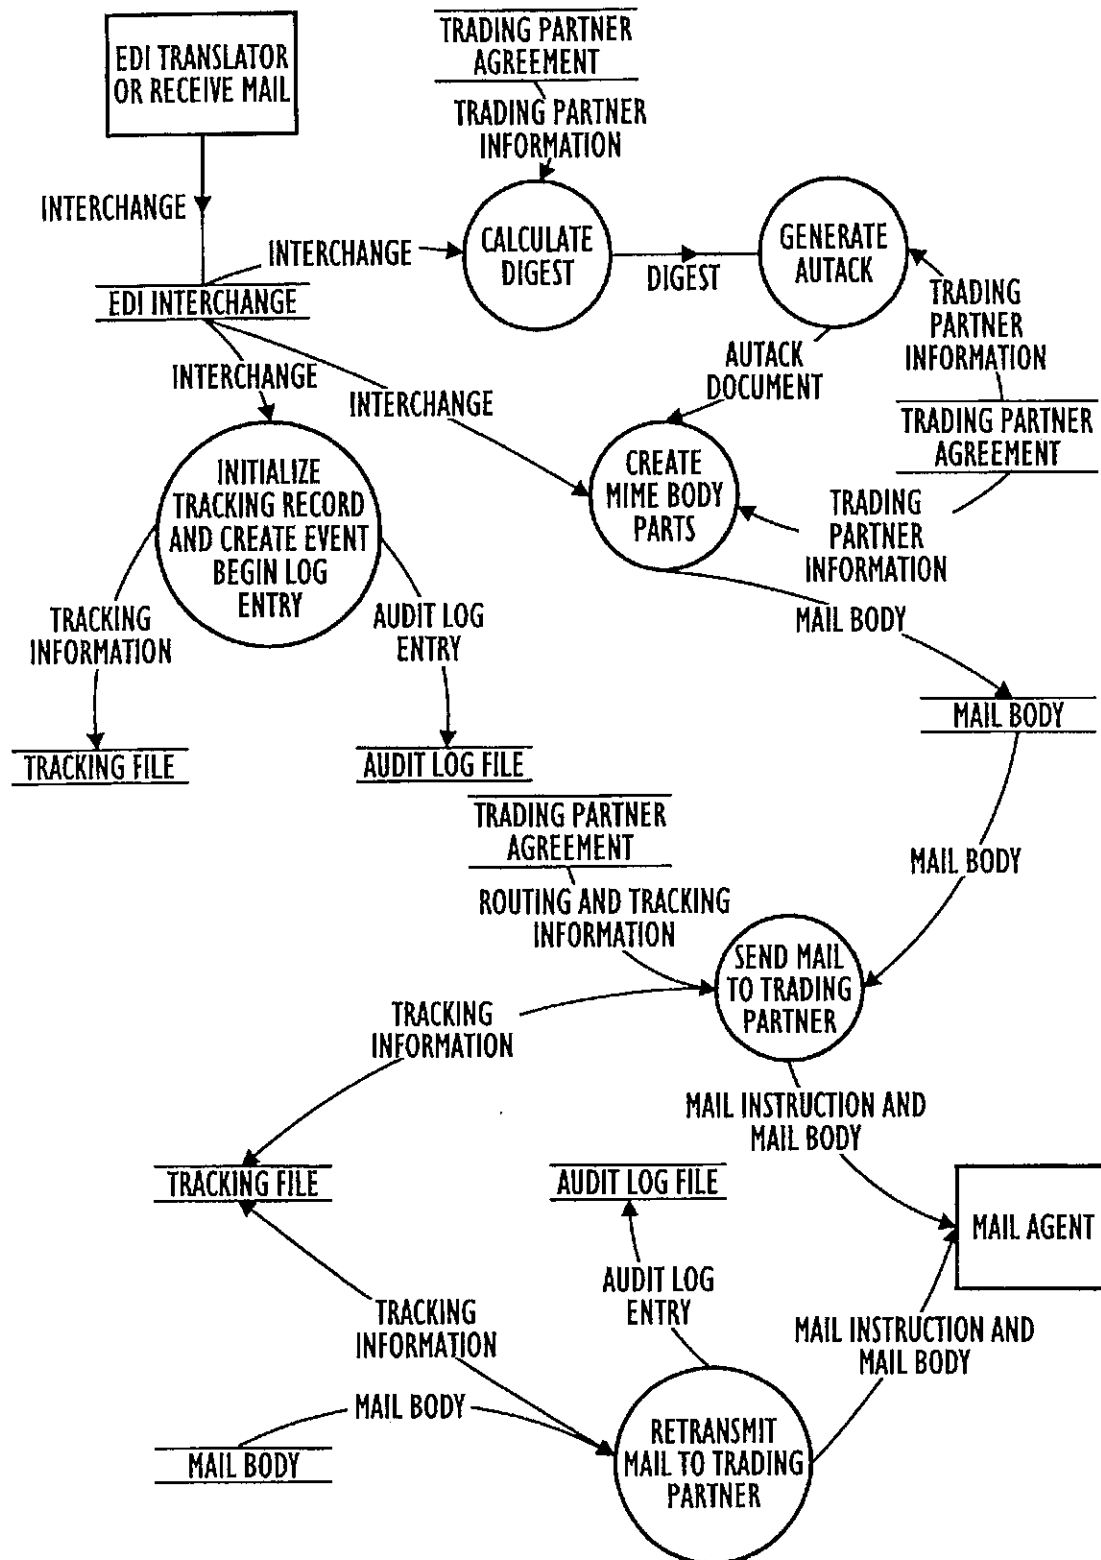 EDI TRANSLATOR
OR RECEIVE MAIL
TRADING PARTNER
AGREEMENT
TRADING PARTNER
INFORMATION
INTERCHANGE
INTERCHANGE
CALCULATE
DIGEST
DIGEST
GENERATE
AUTACK
EDI INTERCHANGE
TRADING
PARTNER
INFORMATION
INTERCHANGE
INTERCHANGE
AUTACK
DOCUMENT
TRADING PARTNER
AGREEMENT
INITIALIZE
TRACKING RECORD
AND CREATE EVENT
BEGIN LOG
ENTRY
CREATE
MIME BODY
PARTS
TRADING
PARTNER
INFORMATION
TRACKING
INFORMATION
AUDIT LOG
ENTRY
MAIL BODY
MAIL BODY
TRACKING FILE
AUDIT LOG FILE
TRADING PARTNER
AGREEMENT
MAIL BODY
ROUTING AND TRACKING
INFORMATION
SEND MAIL
TO TRADING
PARTNER
TRACKING
INFORMATION
MAIL INSTRUCTION AND
MAIL BODY
TRACKING FILE
AUDIT LOG FILE
MAIL AGENT
AUDIT LOG
ENTRY
TRACKING
INFORMATION
MAIL INSTRUCTION AND
MAIL BODY
MAIL BODY
MAIL BODY
RETRANSMIT
MAIL TO TRADING
PARTNER